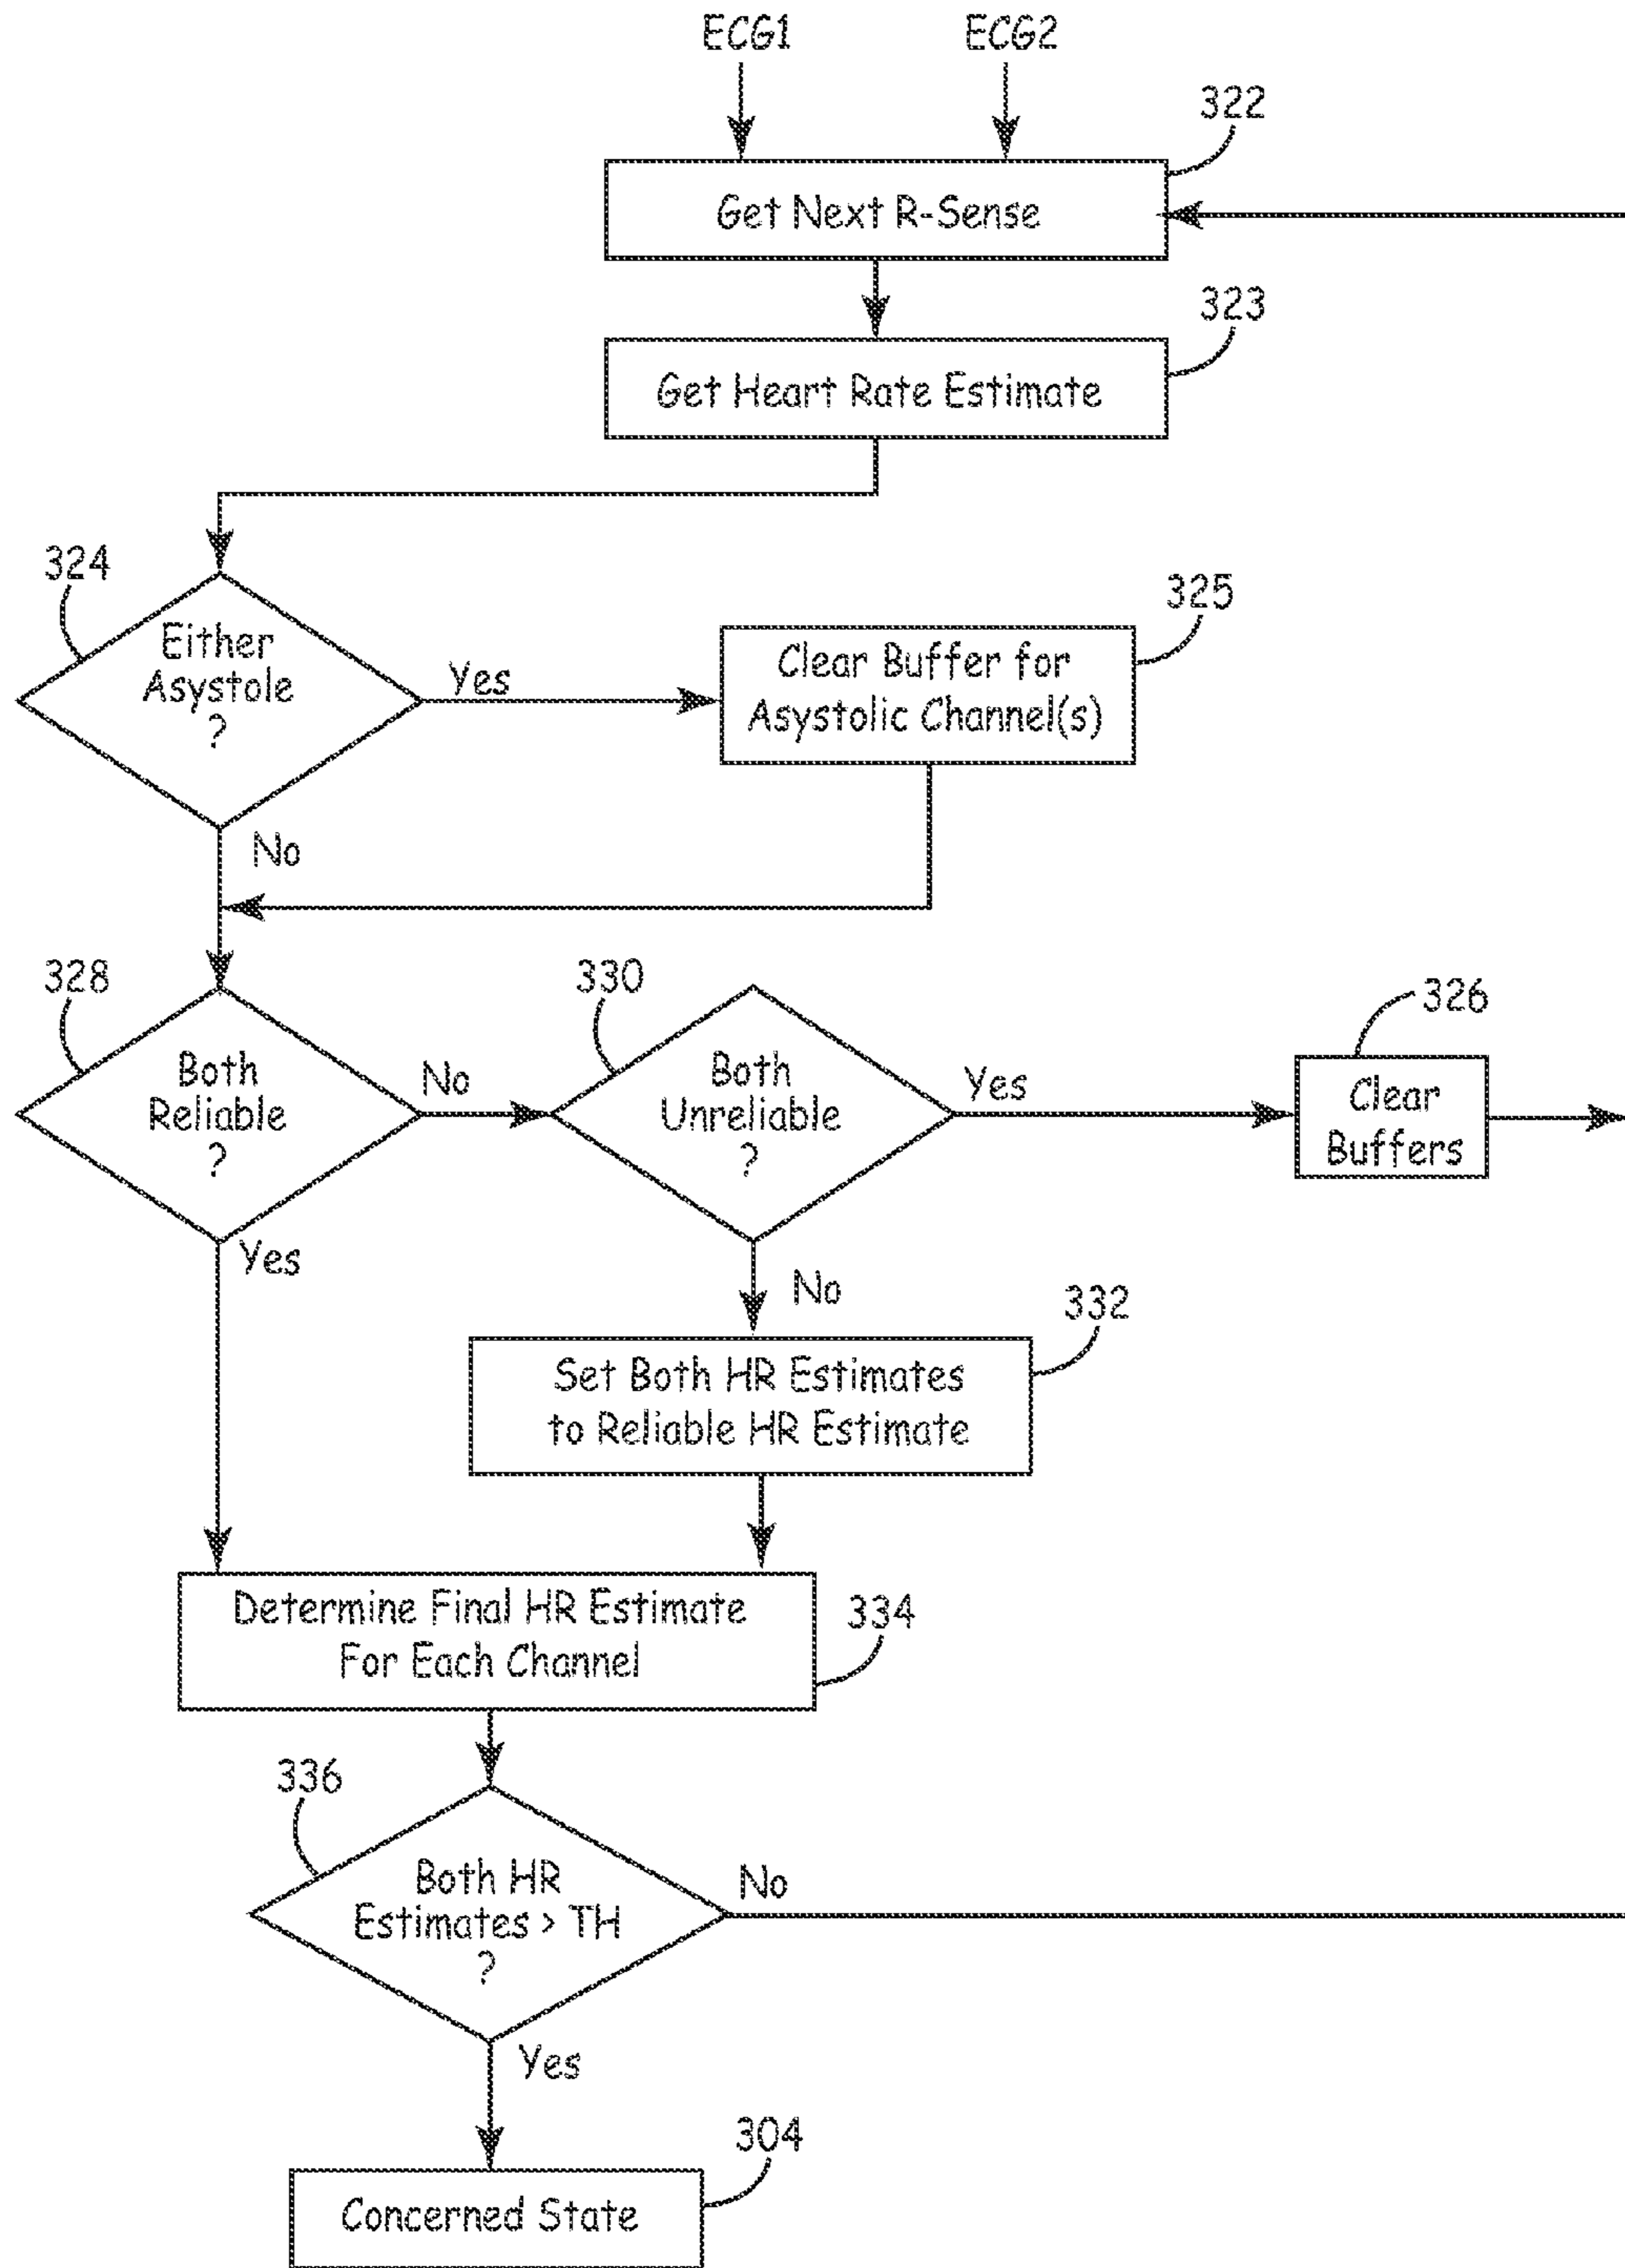 ECG1
ECG2
322
Get Next R-Sense
323
Get Heart Rate Estimate
324
Either
Asystole
?
Yes
325
Clear Buffer for
Asystolic Channel(s)
No
328
Both
Reliable
?
No
330
Both
Unreliable
?
Yes
326
Clear
Buffers
Yes
No
332
Set Both HR Estimates
to Reliable HR Estimate
Determine Final HR Estimate
For Each Channel
334
336
Both HR
Estimates > TH
?
No
Yes
304
Concerned State